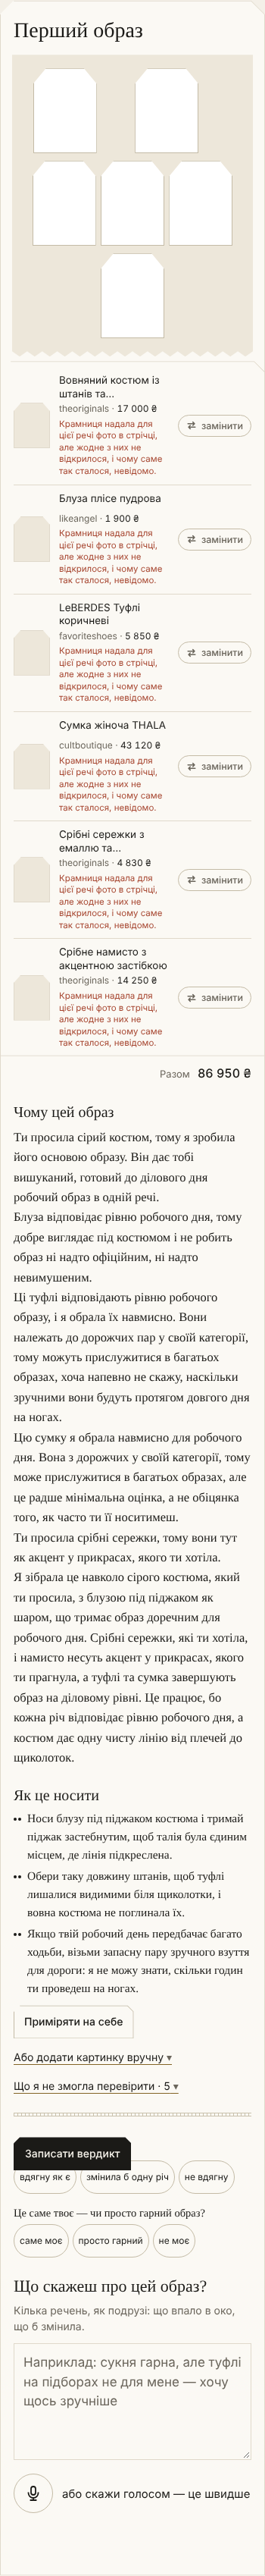 Перший образ
Вовняний костюм із
штанів та...
theoriginals · 17 000 ₴
Крамниця надала для
цієї речі фото в стрічці,
але жодне з них не
відкрилося, і чому саме
так сталося, невідомо.
⇄ замінити
Блуза плісе пудрова
likeangel · 1 900 ₴
Крамниця надала для
цієї речі фото в стрічці,
але жодне з них не
відкрилося, і чому саме
так сталося, невідомо.
⇄ замінити
LeBERDES Туфлі
коричневі
favoriteshoes · 5 850 ₴
Крамниця надала для
цієї речі фото в стрічці,
але жодне з них не
відкрилося, і чому саме
так сталося, невідомо.
⇄ замінити
Сумка жіноча THALA
cultboutique · 43 120 ₴
Крамниця надала для
цієї речі фото в стрічці,
але жодне з них не
відкрилося, і чому саме
так сталося, невідомо.
⇄ замінити
Срібні сережки з
емаллю та...
theoriginals · 4 830 ₴
Крамниця надала для
цієї речі фото в стрічці,
але жодне з них не
відкрилося, і чому саме
так сталося, невідомо.
⇄ замінити
Срібне намисто з
акцентною застібкою
theoriginals · 14 250 ₴
Крамниця надала для
цієї речі фото в стрічці,
але жодне з них не
відкрилося, і чому саме
так сталося, невідомо.
⇄ замінити
Разом 86 950 ₴
Чому цей образ
Ти просила сірий костюм, тому я зробила
його основою образу. Він дає тобі
вишуканий, готовий до ділового дня
робочий образ в одній речі.
Блуза відповідає рівню робочого дня, тому
добре виглядає під костюмом і не робить
образ ні надто офіційним, ні надто
невимушеним.
Ці туфлі відповідають рівню робочого
образу, і я обрала їх навмисно. Вони
належать до дорожчих пар у своїй категорії,
тому можуть прислужитися в багатьох
образах, хоча напевно не скажу, наскільки
зручними вони будуть протягом довгого дня
на ногах.
Цю сумку я обрала навмисно для робочого
дня. Вона з дорожчих у своїй категорії, тому
може прислужитися в багатьох образах, але
це радше мінімальна оцінка, а не обіцянка
того, як часто ти її носитимеш.
Ти просила срібні сережки, тому вони тут
як акцент у прикрасах, якого ти хотіла.
Я зібрала це навколо сірого костюма, який
ти просила, з блузою під піджаком як
шаром, що тримає образ доречним для
робочого дня. Срібні сережки, які ти хотіла,
і намисто несуть акцент у прикрасах, якого
ти прагнула, а туфлі та сумка завершують
образ на діловому рівні. Це працює, бо
кожна річ відповідає рівню робочого дня, а
костюм дає одну чисту лінію від плечей до
щиколоток.
Як це носити
Носи блузу під піджаком костюма і тримай
піджак застебнутим, щоб талія була єдиним
місцем, де лінія підкреслена.
Обери таку довжину штанів, щоб туфлі
лишалися видимими біля щиколотки, і
вовна костюма не поглинала їх.
Якщо твій робочий день передбачає багато
ходьби, візьми запасну пару зручного взуття
для дороги: я не можу знати, скільки годин
ти проведеш на ногах.
Приміряти на себе
Або додати картинку вручну ▾
Що я не змогла перевірити · 5 ▾
Записати вердикт
вдягну як є
змінила б одну річ
не вдягну
Це саме твоє — чи просто гарний образ?
саме моє
просто гарний
не моє
Що скажеш про цей образ?
Кілька речень, як подрузі: що впало в око,
що б змінила.
Наприклад: сукня гарна, але туфлі
на підборах не для мене — хочу
щось зручніше
або скажи голосом — це швидше